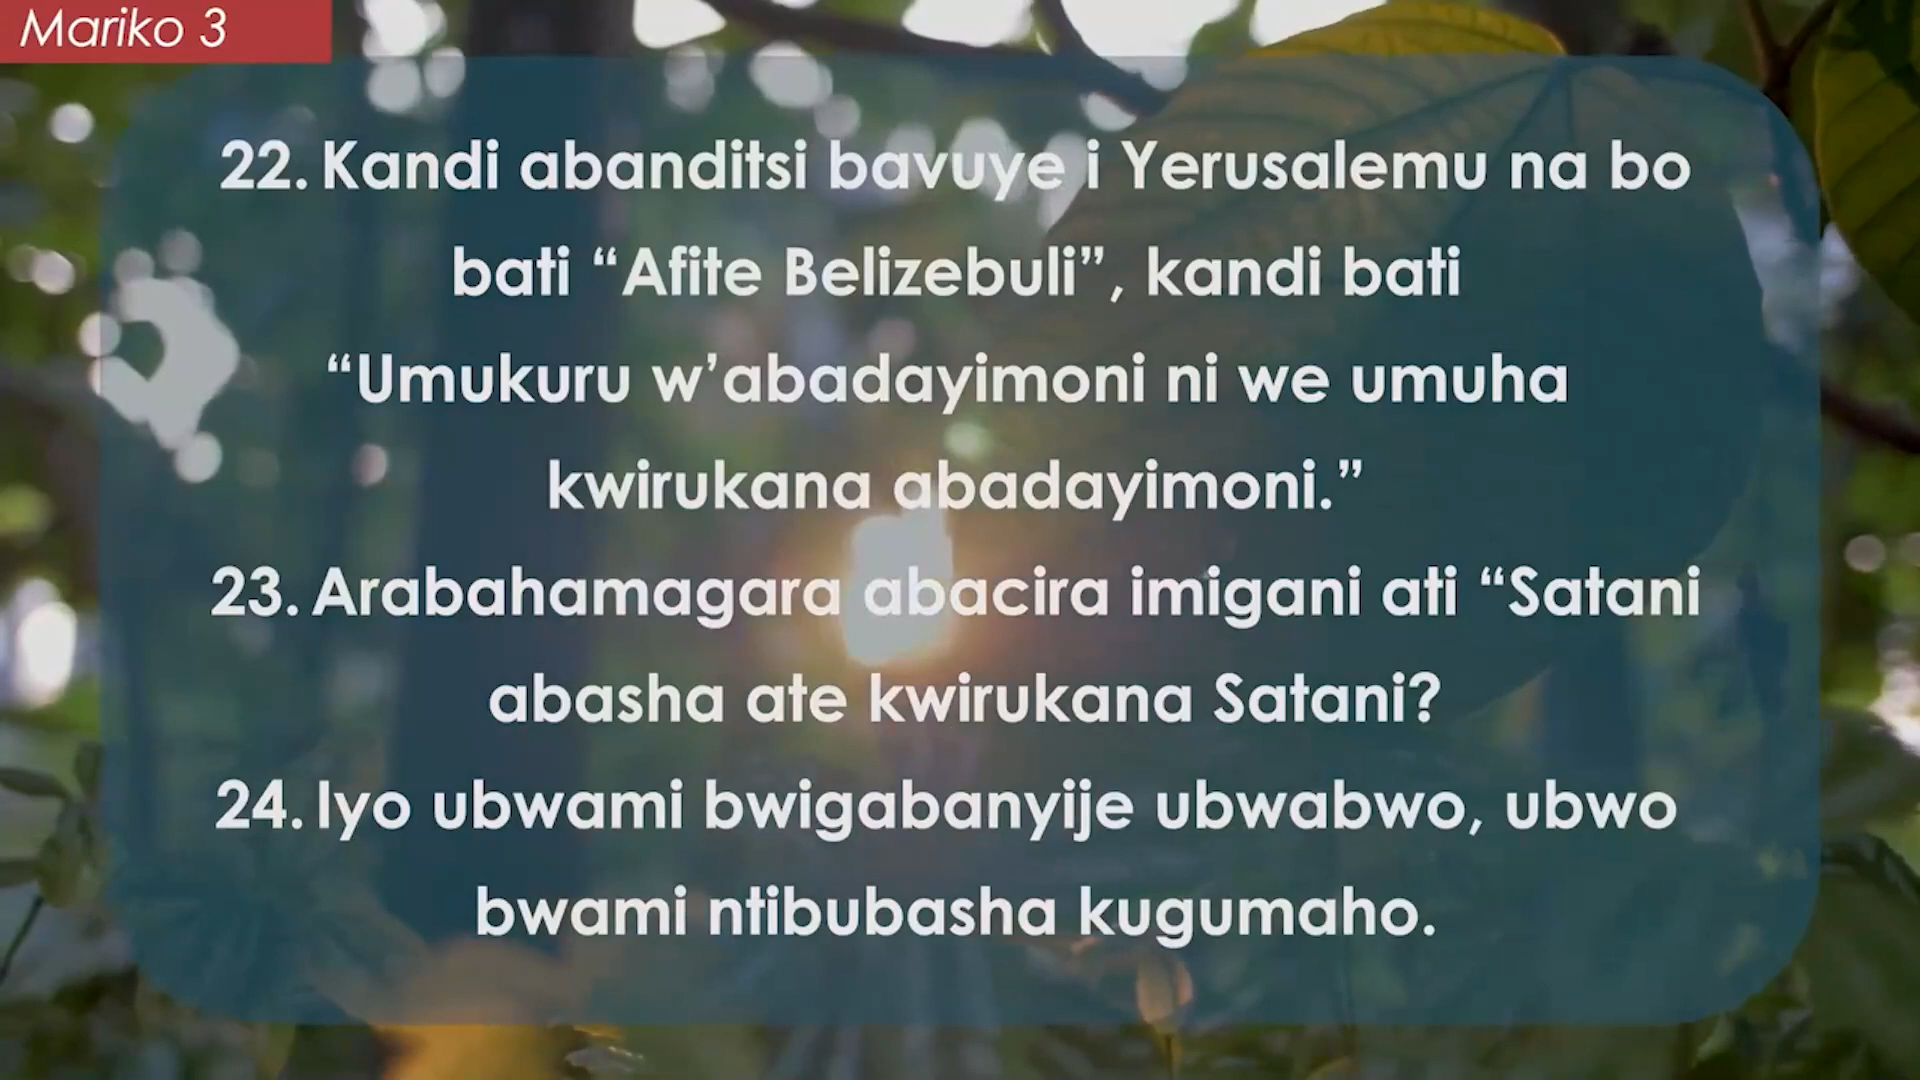 Mariko 3
22. Kandi abanditsi bavuye i Yerusalemu na bo
bati “Afite Belizebuli”, kandi bati
“Umukuru w’abadayimoni ni we umuha
kwirukana abadayimoni.”
23. Arabahamagara abacira imigani ati “Satani
abasha ate kwirukana Satani?
24. Iyo ubwami bwigabanyije ubwabwo, ubwo
bwami ntibubasha kugumaho.